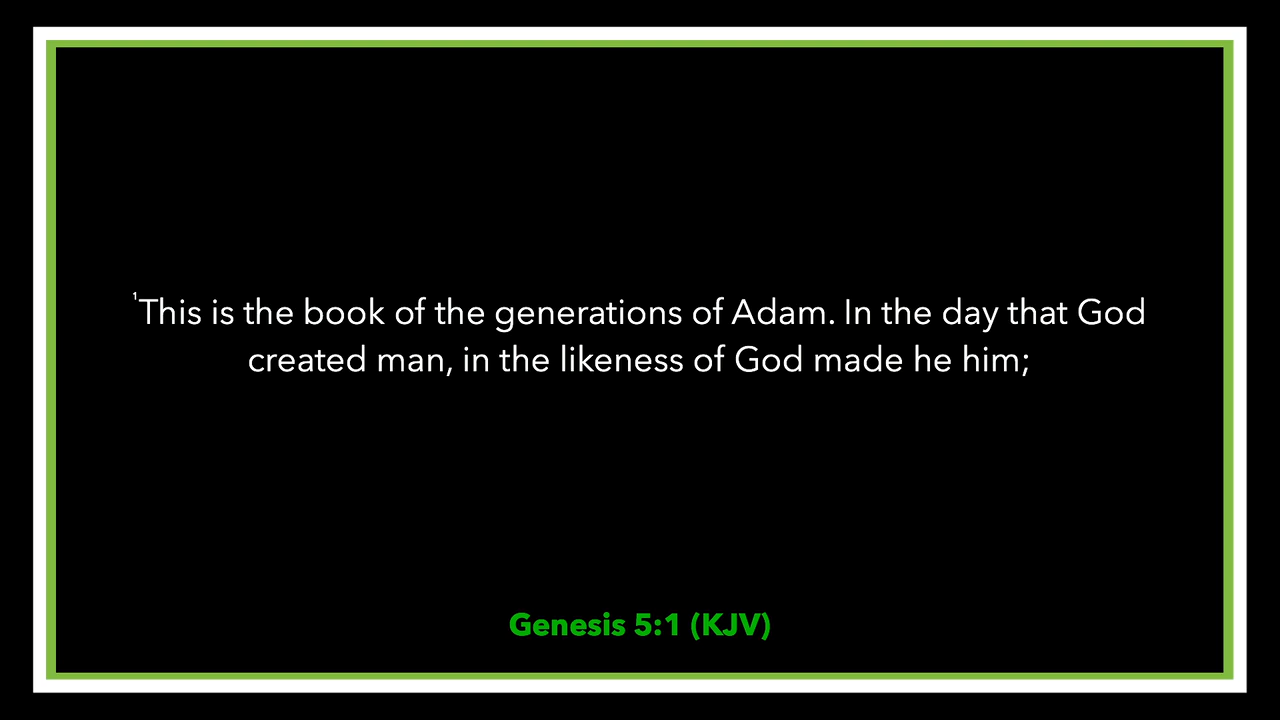 ¹This is the book of the generations of Adam. In the day that God
created man, in the likeness of God made he him;
Genesis 5:1 (KJV)